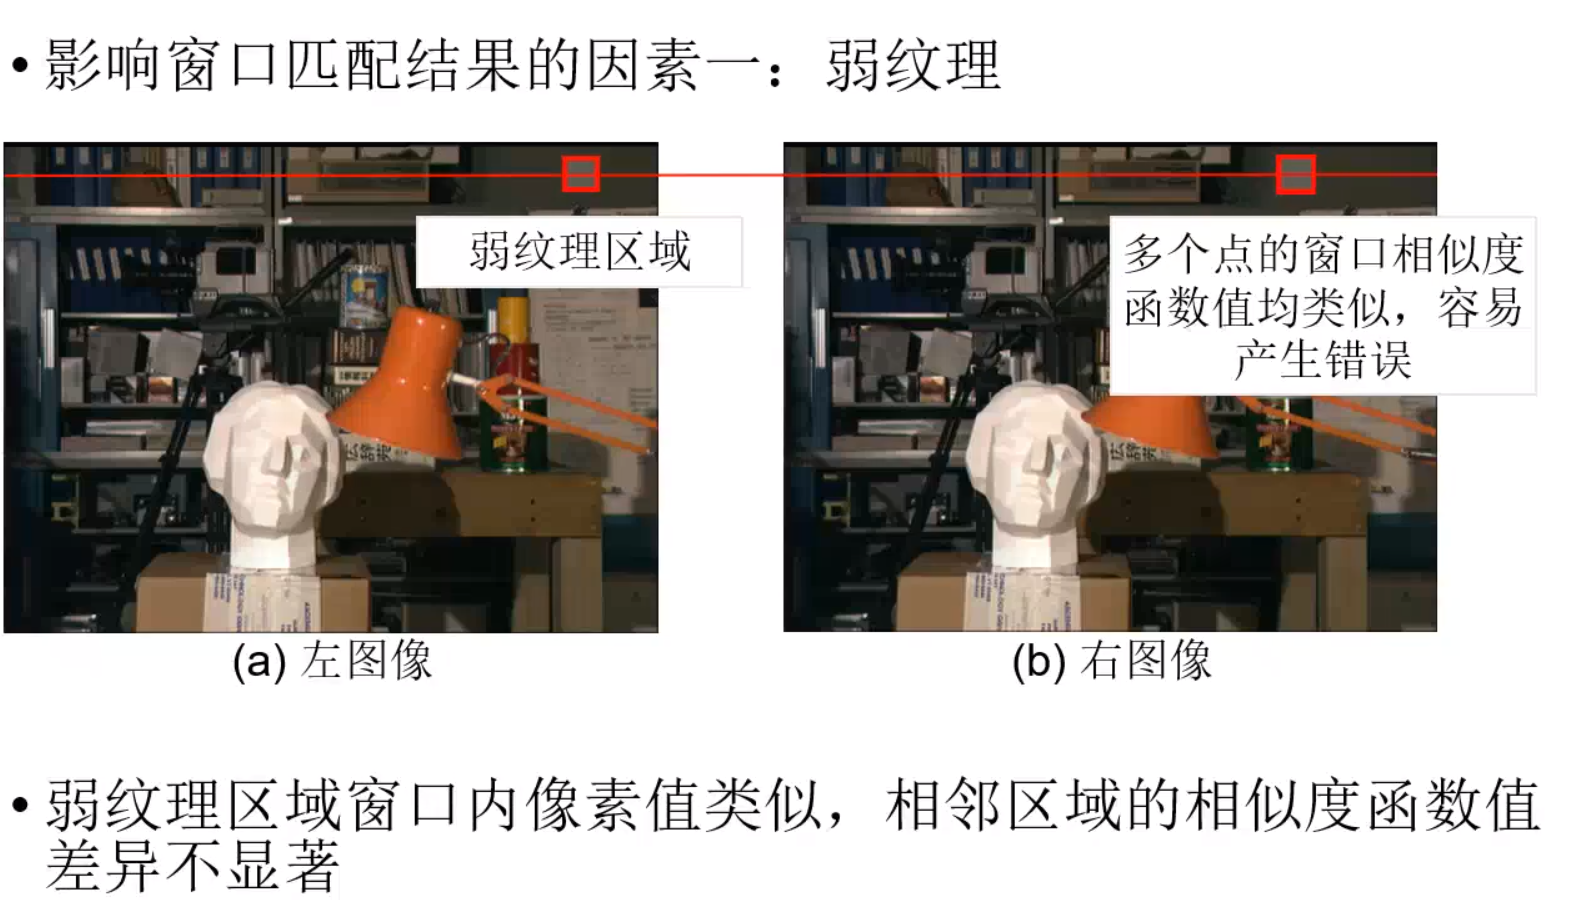 • 影响窗口匹配结果的因素一：弱纹理
弱纹理区域
多个点的窗口相似度
函数值均类似，容易
产生错误
(a) 左图像
(b) 右图像
• 弱纹理区域窗口内像素值类似，相邻区域的相似度函数值
差异不显著